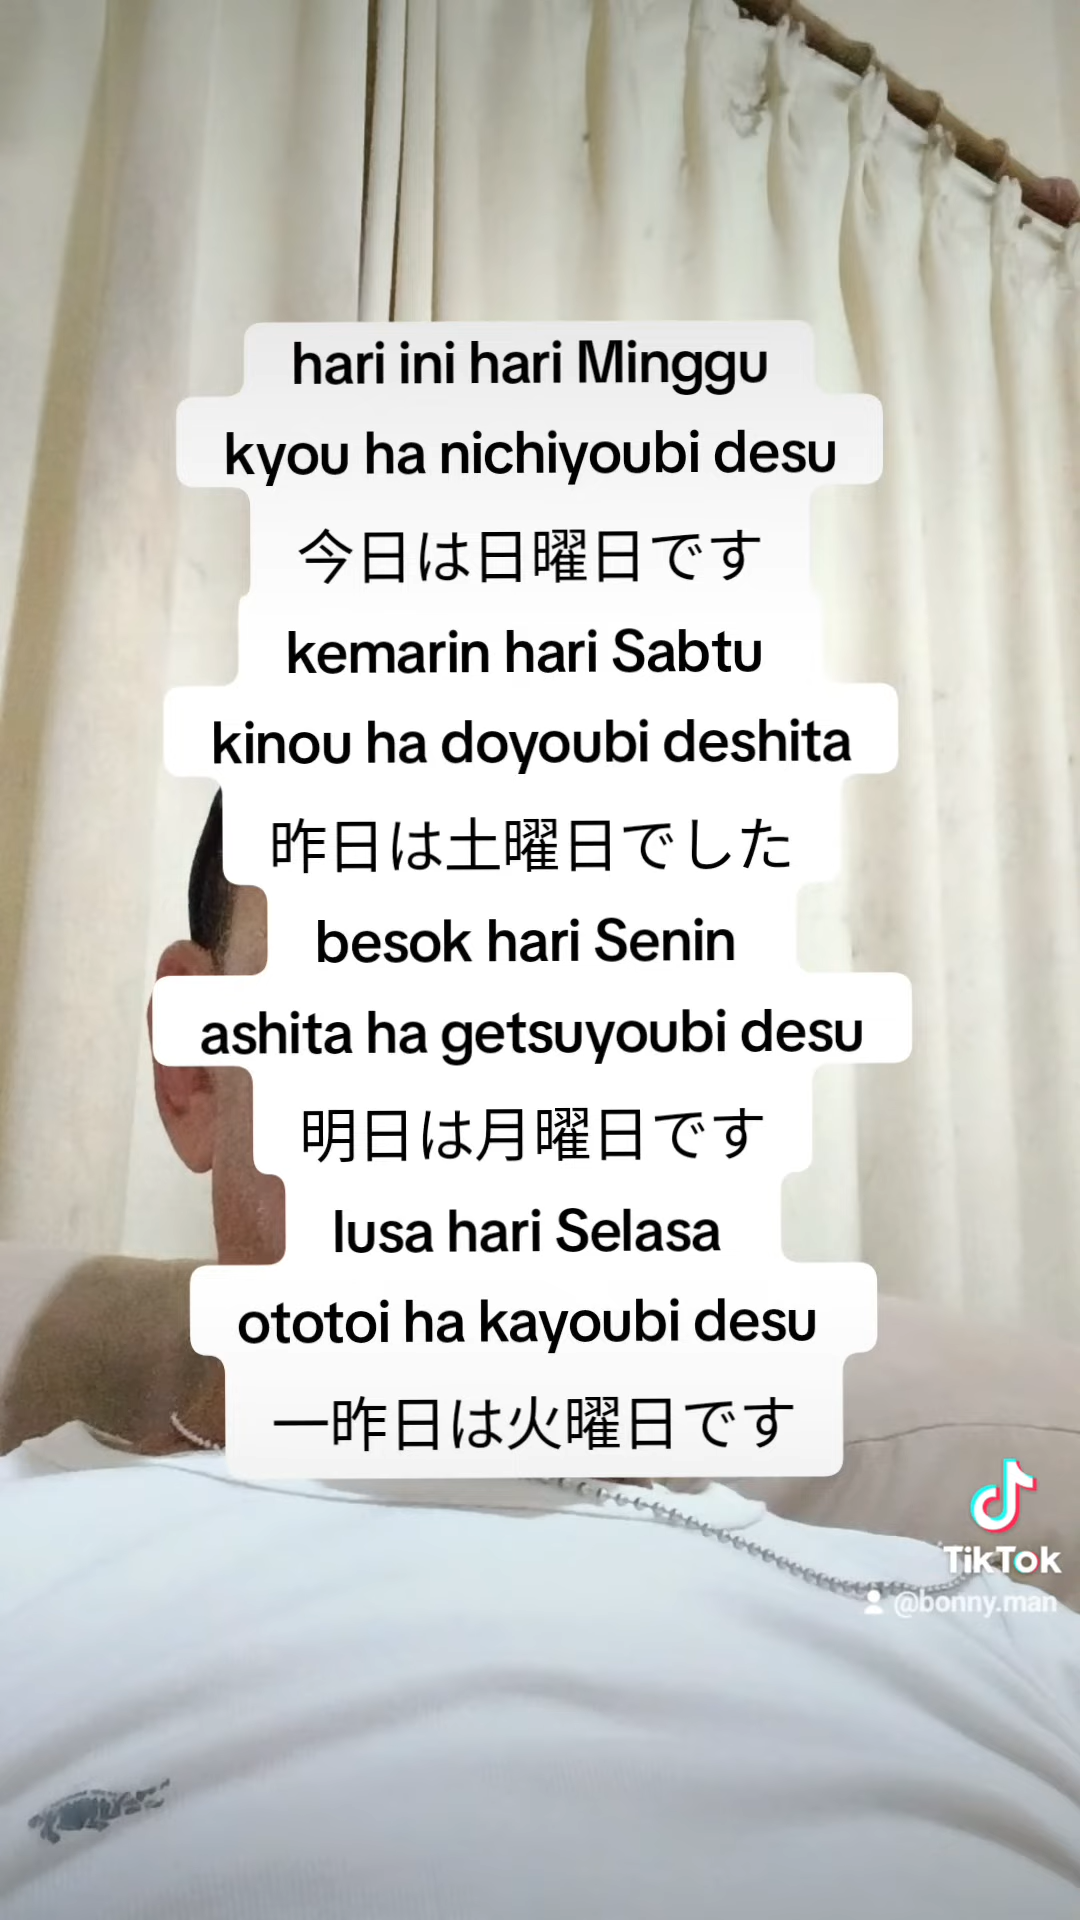 hari ini hari Minggu
kyou ha nichiyoubi desu
今日は日曜日です
kemarin hari Sabtu
kinou ha doyoubi deshita
昨日は土曜日でした
besok hari Senin
ashita ha getsuyoubi desu
明日は月曜日です
lusa hari Selasa
ototoi ha kayoubi desu
一昨日は火曜日です
TikTok
@bonny.man